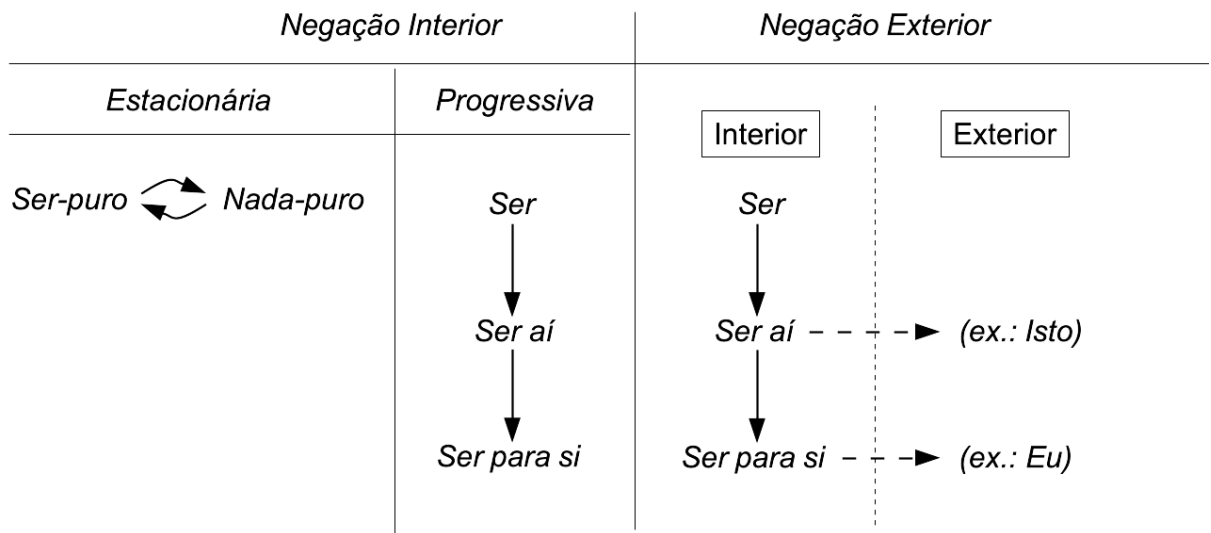 Negação Interior
Negação Exterior
Estacionária
Progressiva
Interior
Exterior
Ser-puro
Nada-puro
Ser
Ser
Ser aí
Ser aí
(ex.: Isto)
Ser para si
Ser para si
(ex.: Eu)